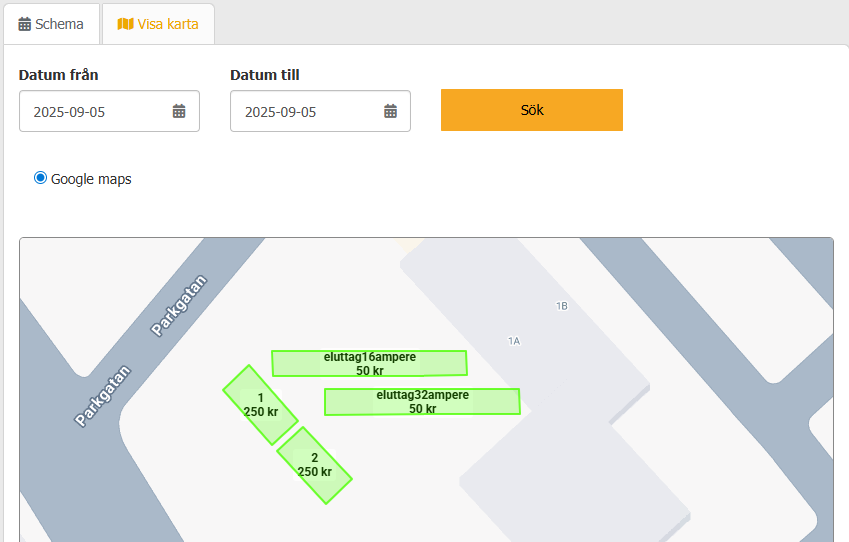 Schema
Visa karta
Datum från
Datum till
2025-09-05
2025-09-05
Sök
Google maps
Parkgatan
Parkgatan
1B
1A
eluttag16ampere
50 kr
eluttag32ampere
50 kr
1
250 kr
2
250 kr